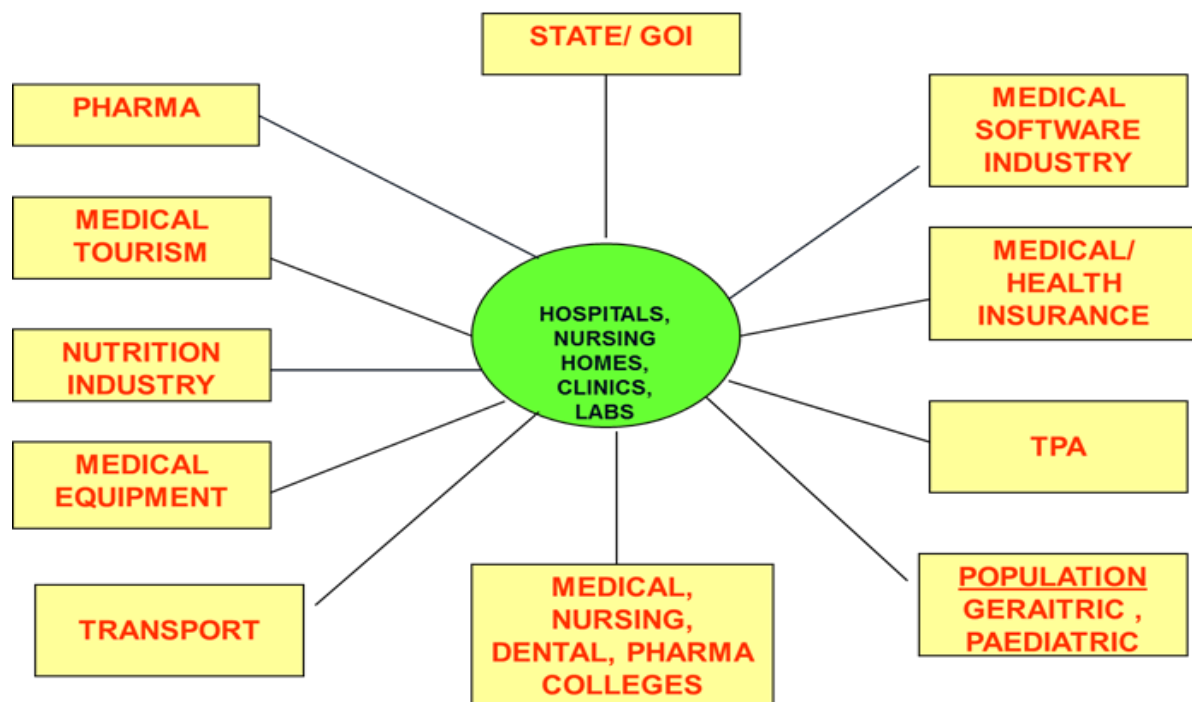 STATE/ GOI
PHARMA
MEDICAL
SOFTWARE
INDUSTRY
MEDICAL
TOURISM
MEDICAL/
HEALTH
INSURANCE
HOSPITALS,
NURSING
HOMES,
CLINICS,
LABS
NUTRITION
INDUSTRY
MEDICAL
EQUIPMENT
TPA
TRANSPORT
MEDICAL,
NURSING,
DENTAL, PHARMA
COLLEGES
POPULATION
GERAITRIC ,
PAEDIATRIC